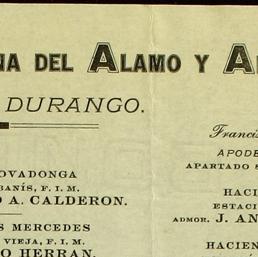 NA DEL ALAMO Y A
DURANGO.
OVADONGA
BANÍS, F. I. M.
O A. CALDERON.
S MERCEDES
VIEJA, F. I. M.
O HERRAN.
Francis
APODE
APARTADO
HACI
ESTACI
ADMOR. J. AN
HACIEN